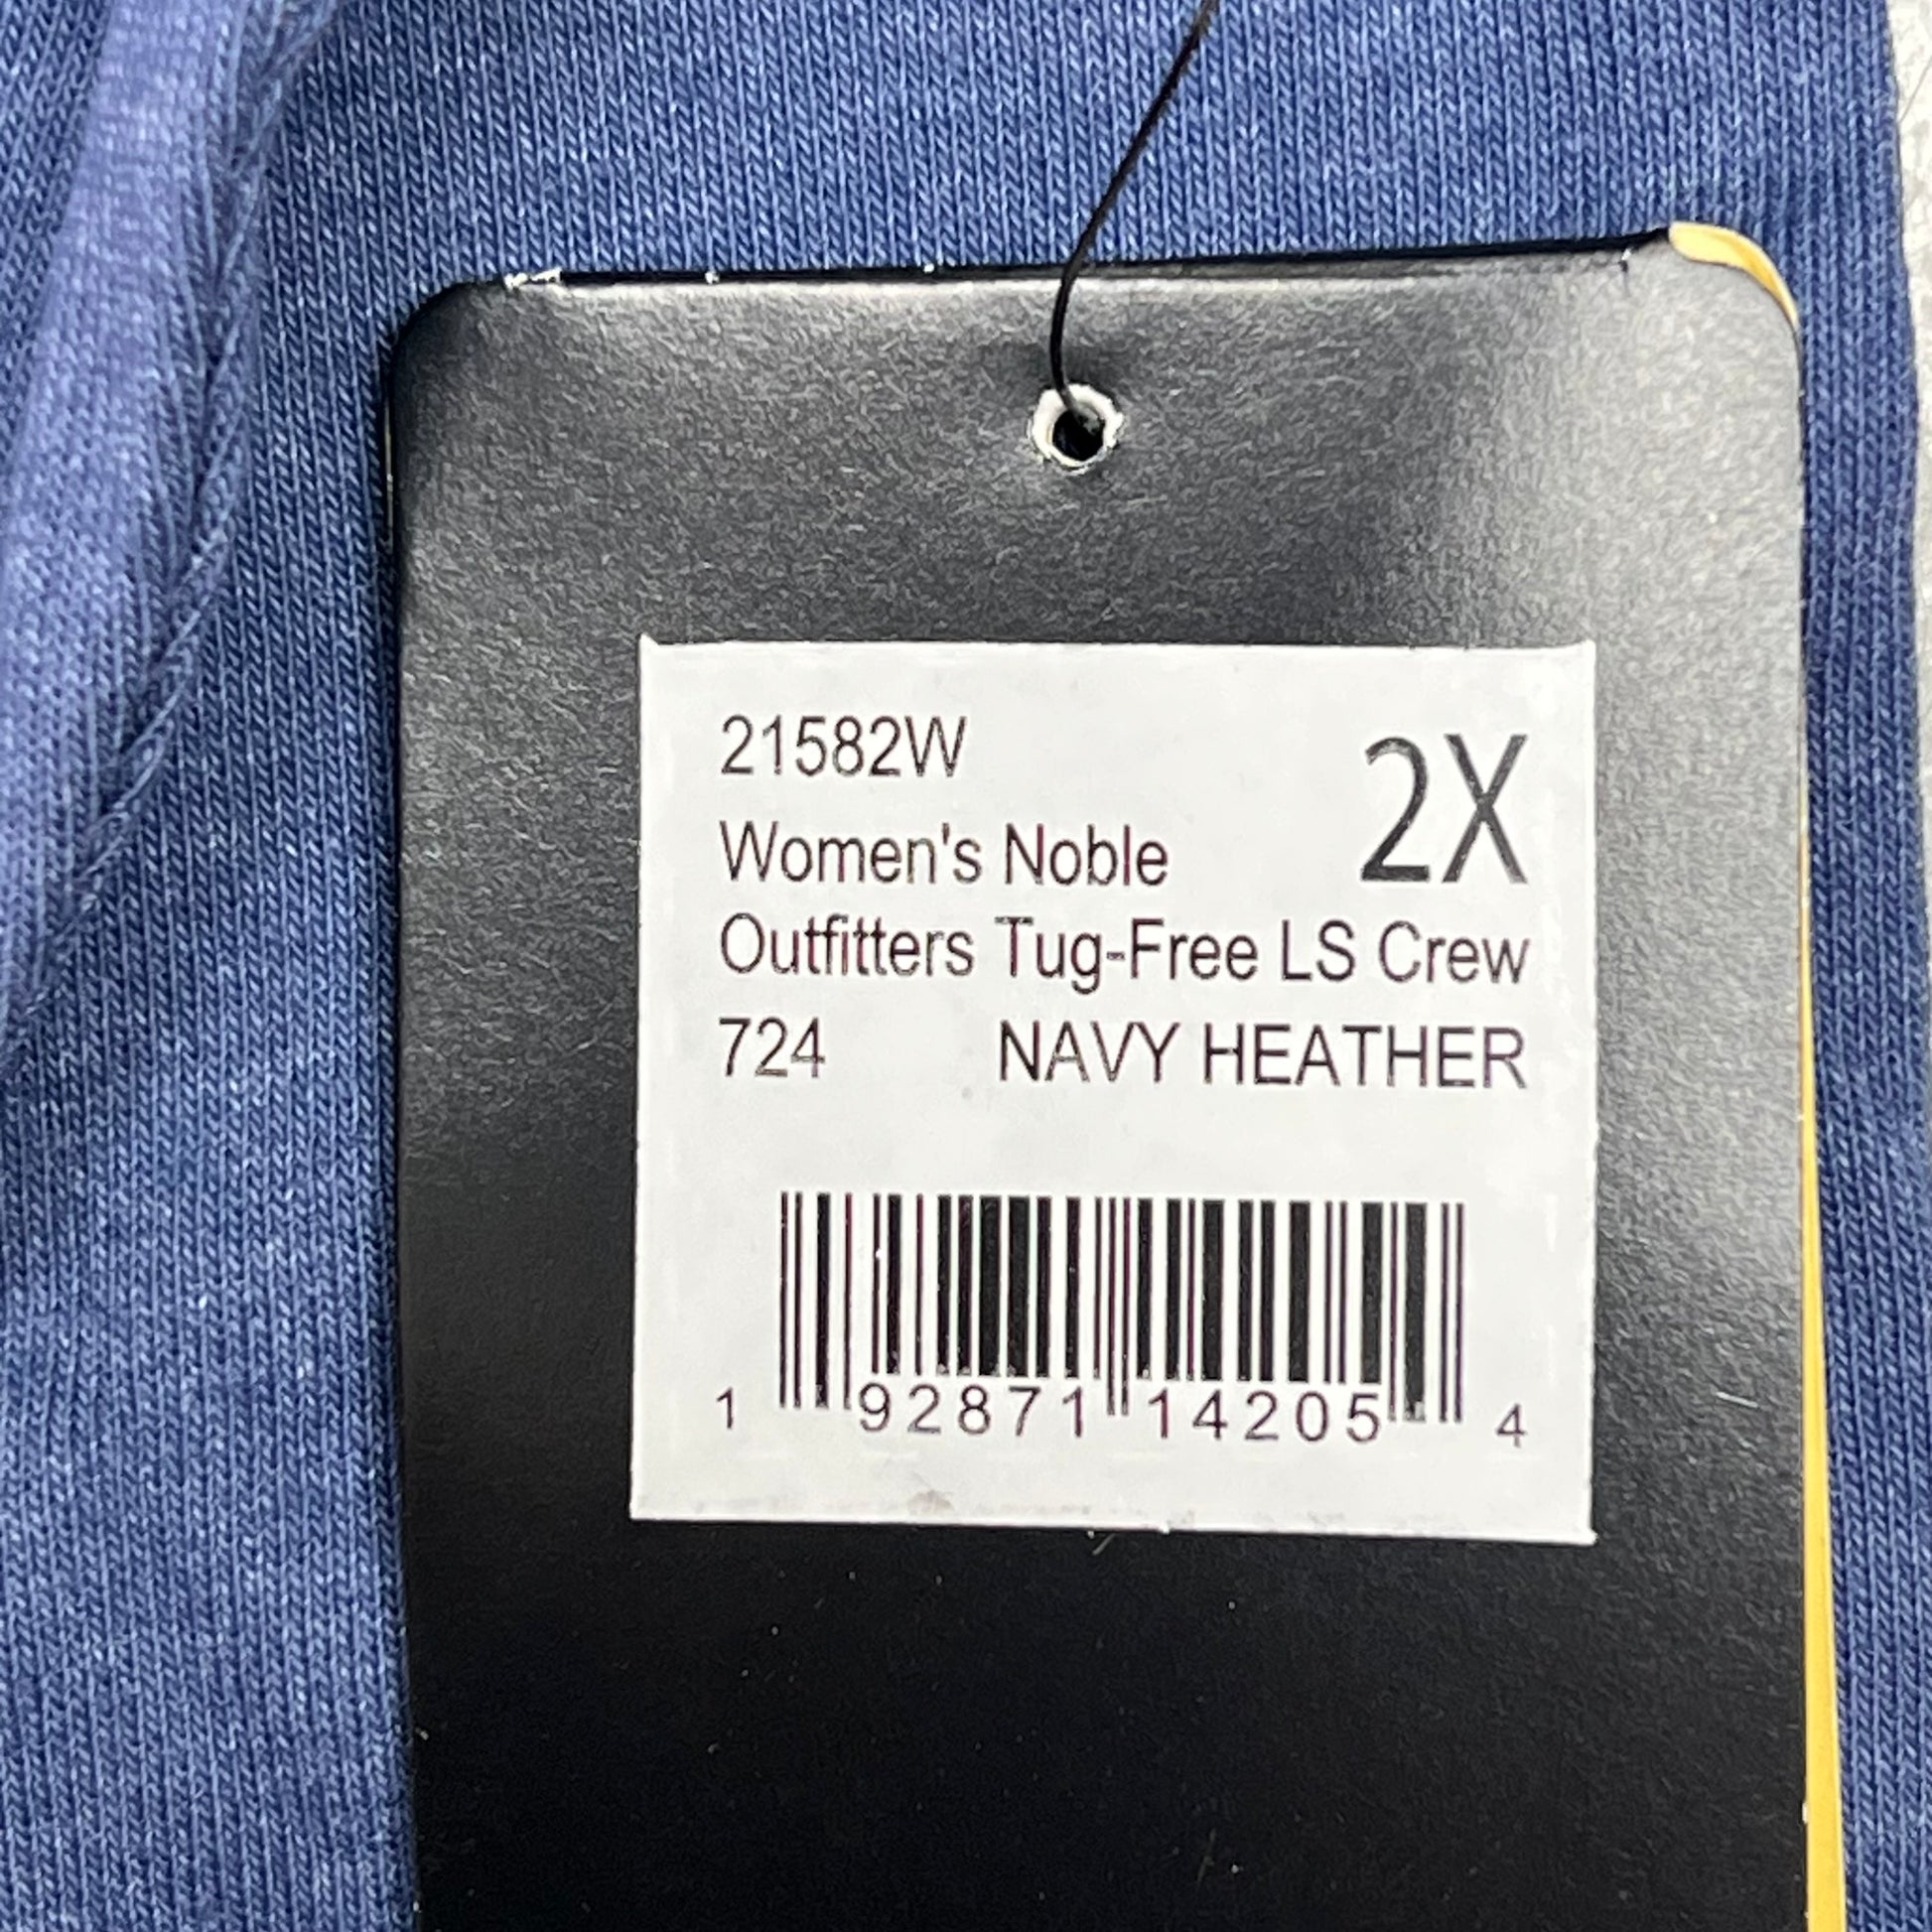 21582W
2X
Women's Noble
Outfitters Tug-Free LS Crew
724 NAVY HEATHER
1 92871 14205 4